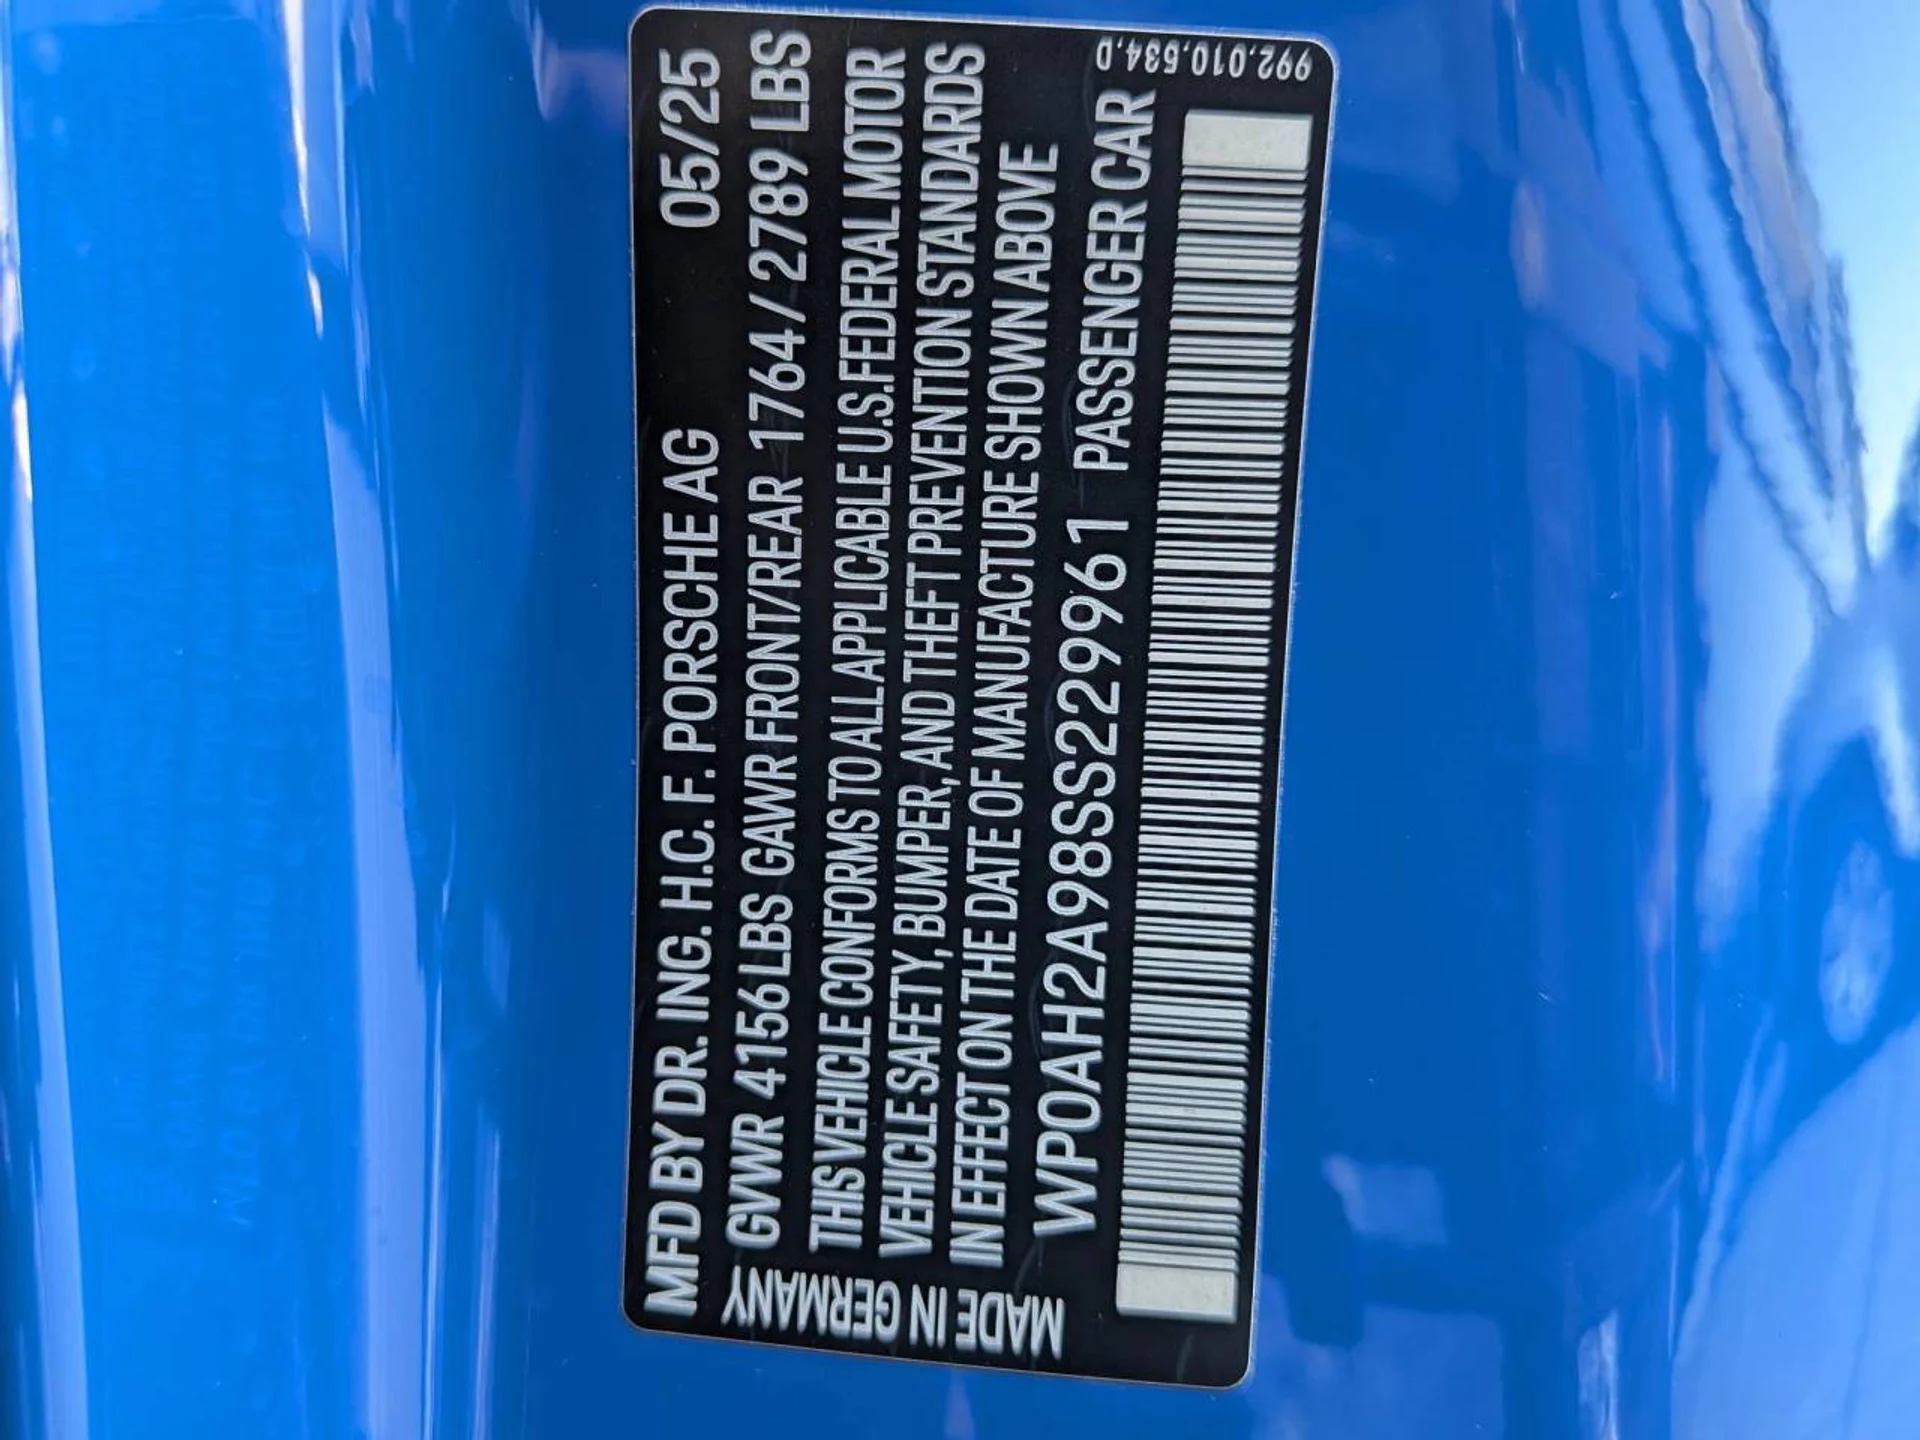 MFD BY DR. ING. H.C. F. PORSCHE AG 05/25
GVWR 4156 LBS GAWR FRONT/REAR 1764 / 2789 LBS
THIS VEHICLE CONFORMS TO ALL APPLICABLE U.S. FEDERAL MOTOR
VEHICLE SAFETY, BUMPER, AND THEFT PREVENTION STANDARDS
IN EFFECT ON THE DATE OF MANUFACTURE SHOWN ABOVE
WP0AH2A98SS229961 PASSENGER CAR
MADE IN GERMANY
992.010.534.D